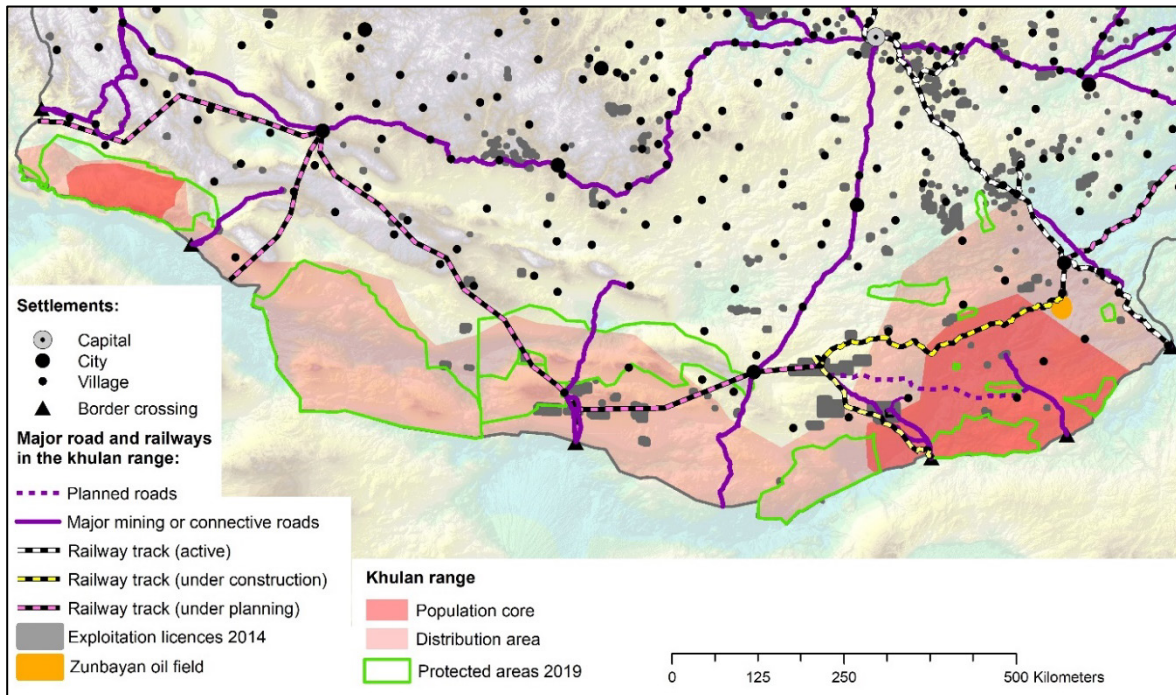 Settlements:
Capital
City
Village
Border crossing
Major road and railways
in the khulan range:
Planned roads
Major mining or connective roads
Railway track (active)
Railway track (under construction)
Railway track (under planning)
Exploitation licences 2014
Zunbayan oil field
Khulan range
Population core
Distribution area
Protected areas 2019
0 125 250 500 Kilometers